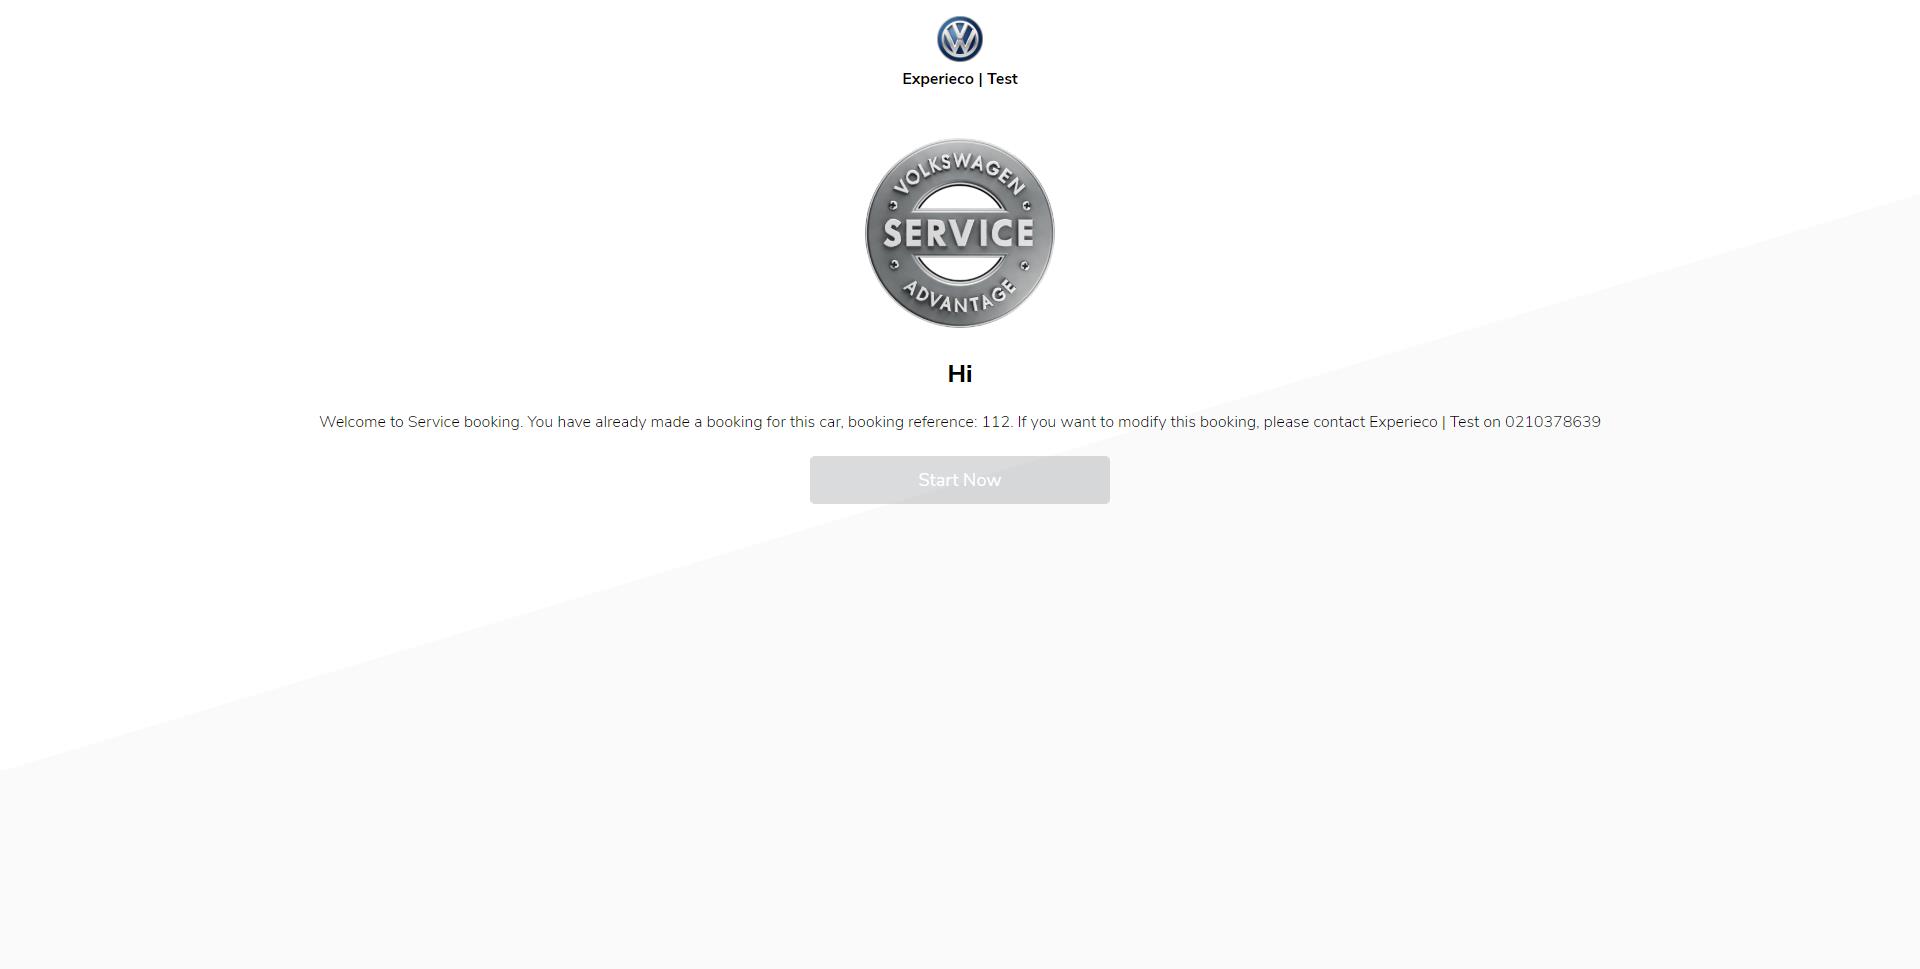 Experieco | Test
VOLKSWAGEN
SERVICE
ADVANTAGE
Hi
Welcome to Service booking. You have already made a booking for this car, booking reference: 112. If you want to modify this booking, please contact Experieco | Test on 0210378639
Start Now